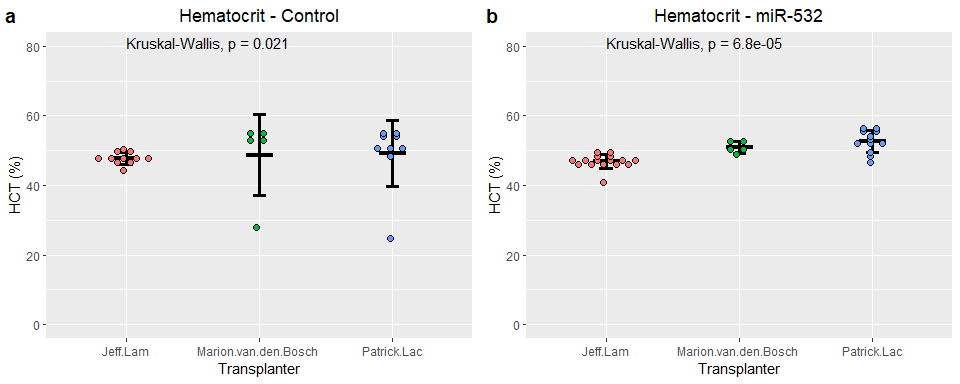 a
Hematocrit - Control
Kruskal-Wallis, p = 0.021
80
60
40
20
0
HCT (%)
Jeff.Lam Marion.van.den.Bosch Patrick.Lac
Transplanter
b
Hematocrit - miR-532
Kruskal-Wallis, p = 6.8e-05
80
60
40
20
0
HCT (%)
Jeff.Lam Marion.van.den.Bosch Patrick.Lac
Transplanter